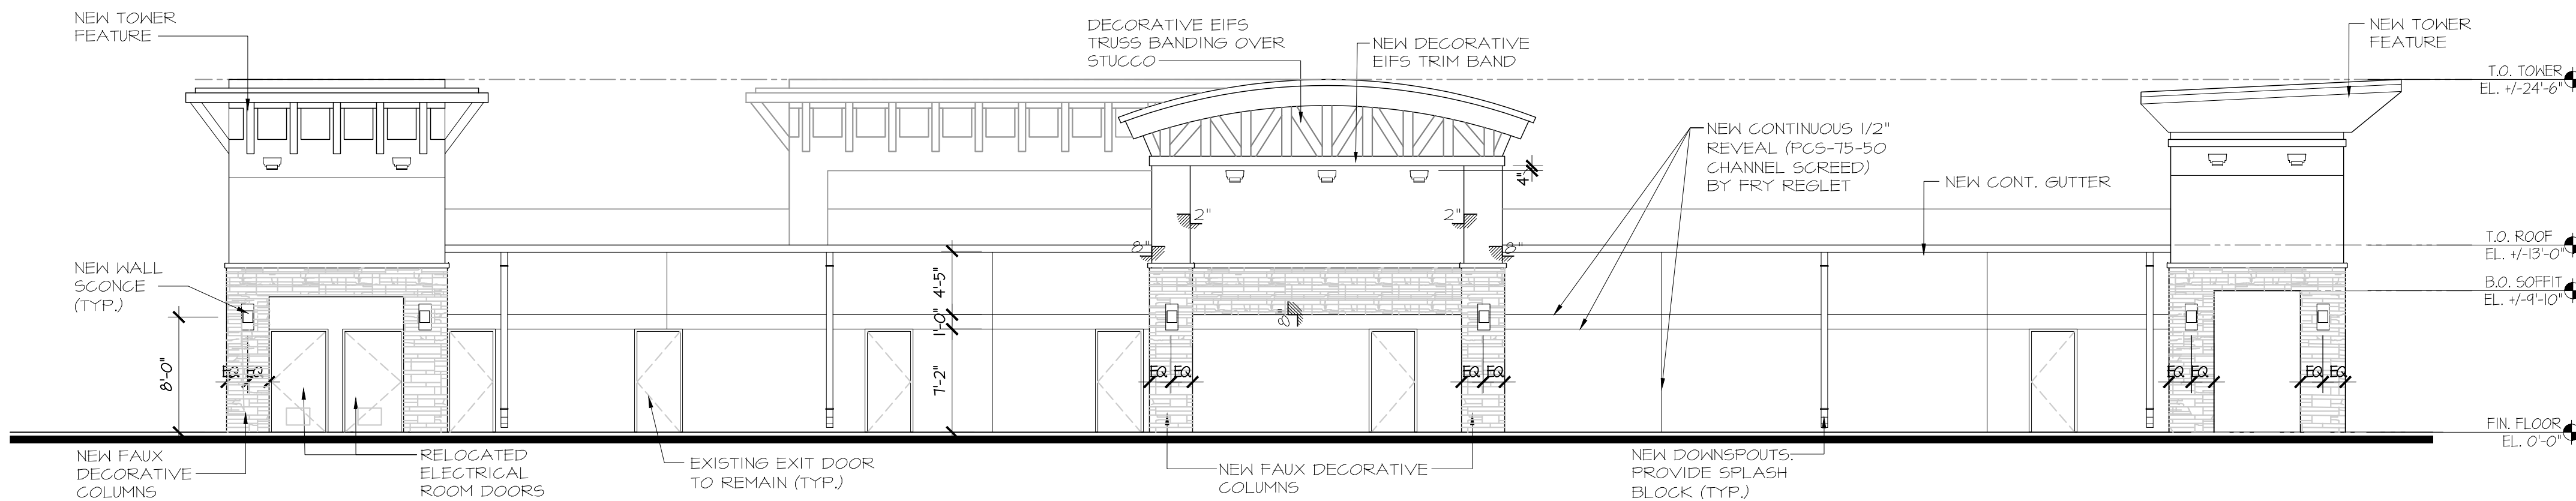 NEW TOWER
FEATURE
DECORATIVE EIFS
TRUSS BANDING OVER
STUCCO
NEW DECORATIVE
EIFS TRIM BAND
NEW TOWER
FEATURE
T.O. TOWER
EL. +/-24'-6"
NEW CONTINUOUS 1/2"
REVEAL (PCS-75-50
CHANNEL SCREED)
BY FRY REGLET
NEW CONT. GUTTER
4"
2"
2"
8"
8"
T.O. ROOF
EL. +/-13'-0"
NEW WALL
SCONCE
(TYP.)
4'-5"
B.O. SOFFIT
EL. +/-9'-10"
1'-0"
8"
8'-0"
7'-2"
EQ EQ
EQ EQ
EQ EQ
EQ EQ
EQ EQ
FIN. FLOOR
EL. 0'-0"
NEW FAUX
DECORATIVE
COLUMNS
RELOCATED
ELECTRICAL
ROOM DOORS
EXISTING EXIT DOOR
TO REMAIN (TYP.)
NEW FAUX DECORATIVE
COLUMNS
NEW DOWNSPOUTS.
PROVIDE SPLASH
BLOCK (TYP.)